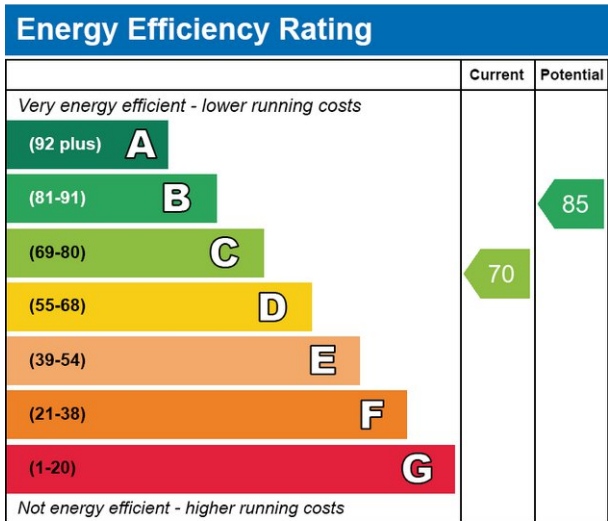 Energy Efficiency Rating
Current Potential
Very energy efficient - lower running costs
(92 plus) A
(81-91) B
85
(69-80) C
70
(55-68) D
(39-54) E
(21-38) F
(1-20) G
Not energy efficient - higher running costs